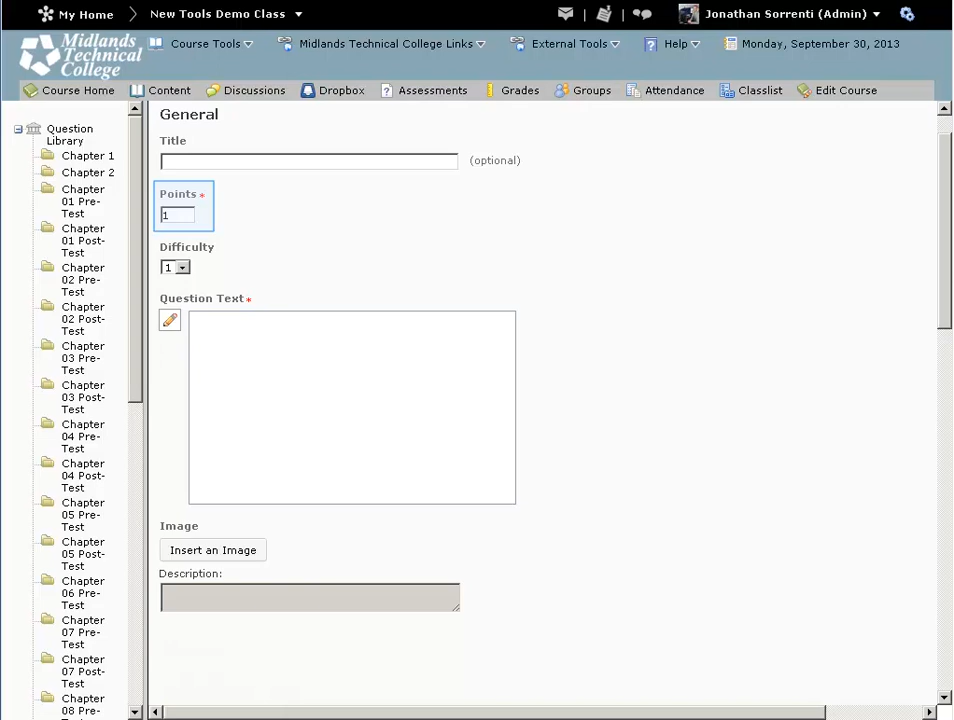 My Home
New Tools Demo Class
Jonathan Sorrenti (Admin)
Midlands
Technical
College
Course Tools
Midlands Technical College Links
External Tools
Help
Monday, September 30, 2013
Course Home
Content
Discussions
Dropbox
Assessments
Grades
Groups
Attendance
Classlist
Edit Course
Question
Library
Chapter 1
Chapter 2
Chapter
01 Pre-
Test
Chapter
01 Post-
Test
Chapter
02 Pre-
Test
Chapter
02 Post-
Test
Chapter
03 Pre-
Test
Chapter
03 Post-
Test
Chapter
04 Pre-
Test
Chapter
04 Post-
Test
Chapter
05 Pre-
Test
Chapter
05 Post-
Test
Chapter
06 Pre-
Test
Chapter
07 Pre-
Test
Chapter
07 Post-
Test
Chapter
08 Pre-
General
Title
(optional)
Points *
1
Difficulty
1
Question Text *
Image
Insert an Image
Description: